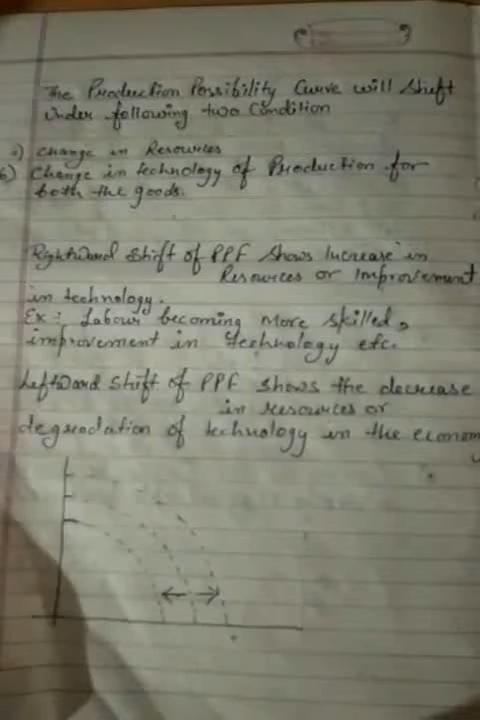 The Production Possibility Curve will Shift
under following two Condition
a) Change in Resources
b) Change in technology of Production for
both the goods.
Rightward Shift of PPF Shows Increase in
Resources or Improvement
in technology.
Ex: Labour becoming More skilled,
improvement in technology etc.
Leftward Shift of PPF Shows the decrease
in resources or
degradation of technology in the econom